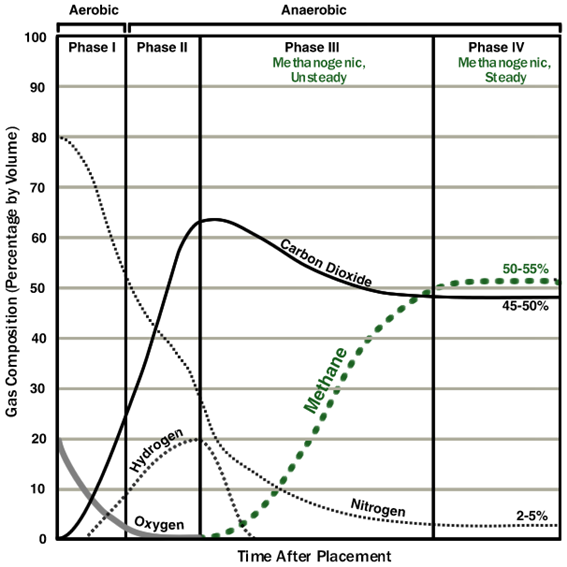 Aerobic
Anaerobic
Phase I
Phase II
Phase III
Methanogenic,
Unsteady
Phase IV
Methanogenic,
Steady
Gas Composition (Percentage by Volume)
100
90
80
70
60
50
40
30
20
10
0
Carbon Dioxide
50-55%
45-50%
Methane
Hydrogen
Oxygen
Nitrogen
2-5%
Time After Placement